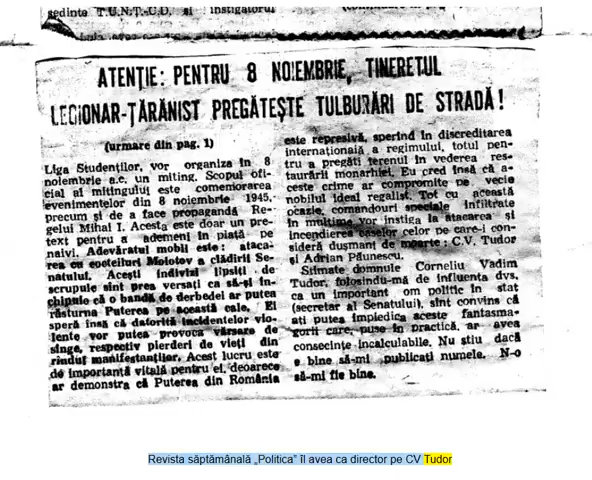 ședinte T.U.N.T.-C.D. și instigatorul
ATENȚIE: PENTRU 8 NOIEMBRIE, TINERETUL
LEGIONAR-ȚĂRĂNIST PREGĂTEȘTE TULBURĂRI DE STRADĂ!
(urmare din pag. 1)
Liga Studenților, vor organiza în 8
noiembrie a.c. un miting. Scopul ofi-
cial al mitingului este comemorarea
evenimentelor din 8 noiembrie 1945,
precum și de a face propagandă Re-
gelui Mihai I. Acesta este doar un pre-
text pentru a ademeni în piață pe
naivi. Adevăratul mobil este: ataca-
rea cu cocteiluri Molotov a clădirii Se-
natului. Acești indivizi lipsiți de
scrupule sînt prea versați ca să-și în-
chipuie că o bandă de derbedei ar putea
răsturna Puterea pe această cale. Ei
speră însă că datorită incidentelor vio-
lente vor putea provoca vărsare de
sînge, respectiv pierderi de vieți din
rîndul manifestanților. Acest lucru este
de importanță vitală pentru ei, deoarece
ar demonstra că Puterea din România
este represivă, sperînd în discreditarea
internațională a regimului, totul pen-
tru a pregăti terenul în vederea res-
taurării monarhiei. Eu cred însă că a-
ceste crime ar compromite pe vecie
nobilul ideal regalist. Tot cu această
ocazie, comandouri speciale infiltrate
în mulțime vor instiga la atacarea și
incendierea caselor celor pe care-i con-
sideră dușmani de moarte: C.V. Tudor
și Adrian Păunescu.
Stimate domnule Corneliu Vadim
Tudor, folosindu-mă de influența dvs.
ca un important om politic în stat
(secretar al Senatului), sînt convins că
ați putea împiedica aceste fantasma-
gorii care, puse în practică, ar avea
consecințe incalculabile. Nu știu dacă
e bine să-mi publicați numele. N-o
să-mi fie bine.
Revista săptămânală „Politica” îl avea ca director pe CV Tudor